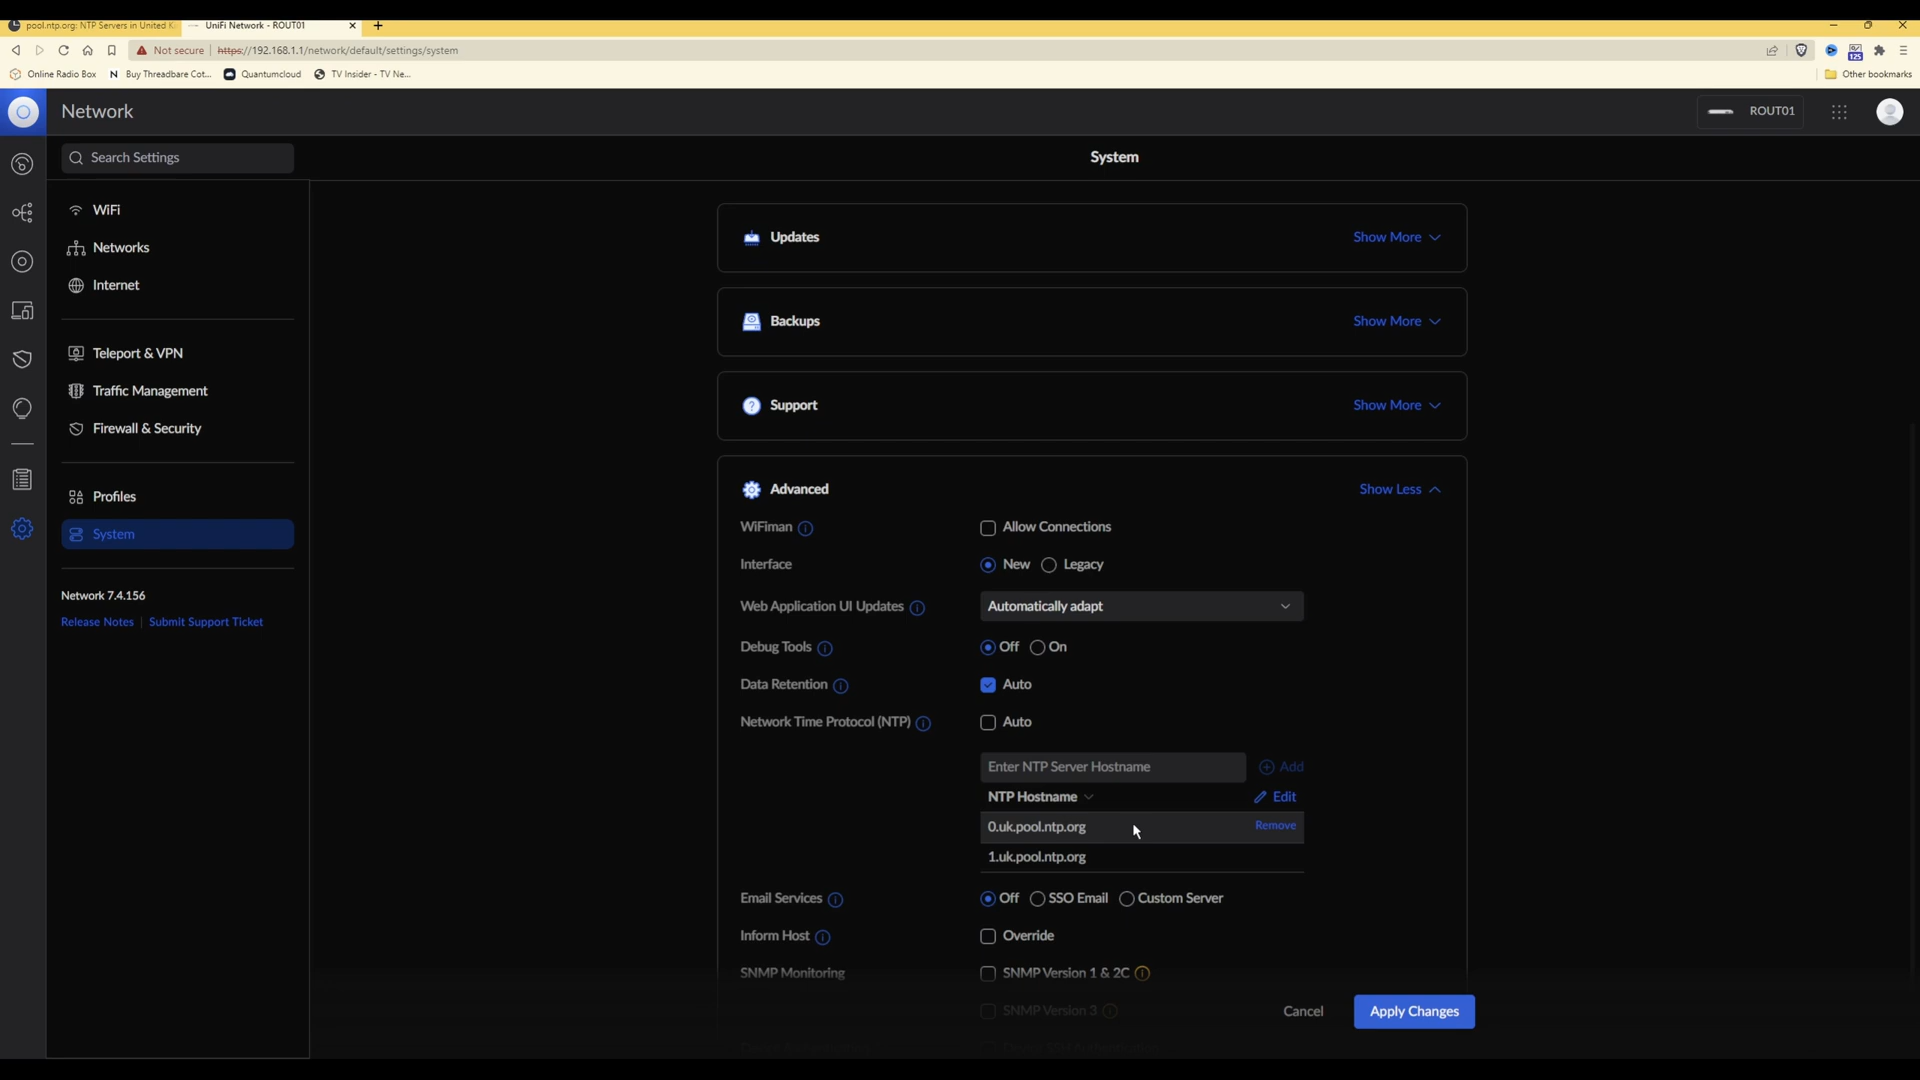 pool.ntp.org: NTP Servers in United K
UniFi Network - ROUT01
Not secure https://192.168.1.1/network/default/settings/system
125
Online Radio Box
Buy Threadbare Cot...
Quantumcloud
TV Insider - TV Ne...
Other bookmarks
Network
ROUT01
Search Settings
System
WiFi
Networks
Internet
Teleport & VPN
Traffic Management
Firewall & Security
Profiles
System
Network 7.4.156
Release Notes | Submit Support Ticket
Updates Show More
Backups Show More
Support Show More
Advanced Show Less
WiFiman Allow Connections
Interface New Legacy
Web Application UI Updates Automatically adapt
Debug Tools Off On
Data Retention Auto
Network Time Protocol (NTP) Auto
Enter NTP Server Hostname Add
NTP Hostname Edit
0.uk.pool.ntp.org Remove
1.uk.pool.ntp.org
Email Services Off SSO Email Custom Server
Inform Host Override
SNMP Monitoring SNMP Version 1 & 2C
SNMP Version 3
Cancel Apply Changes